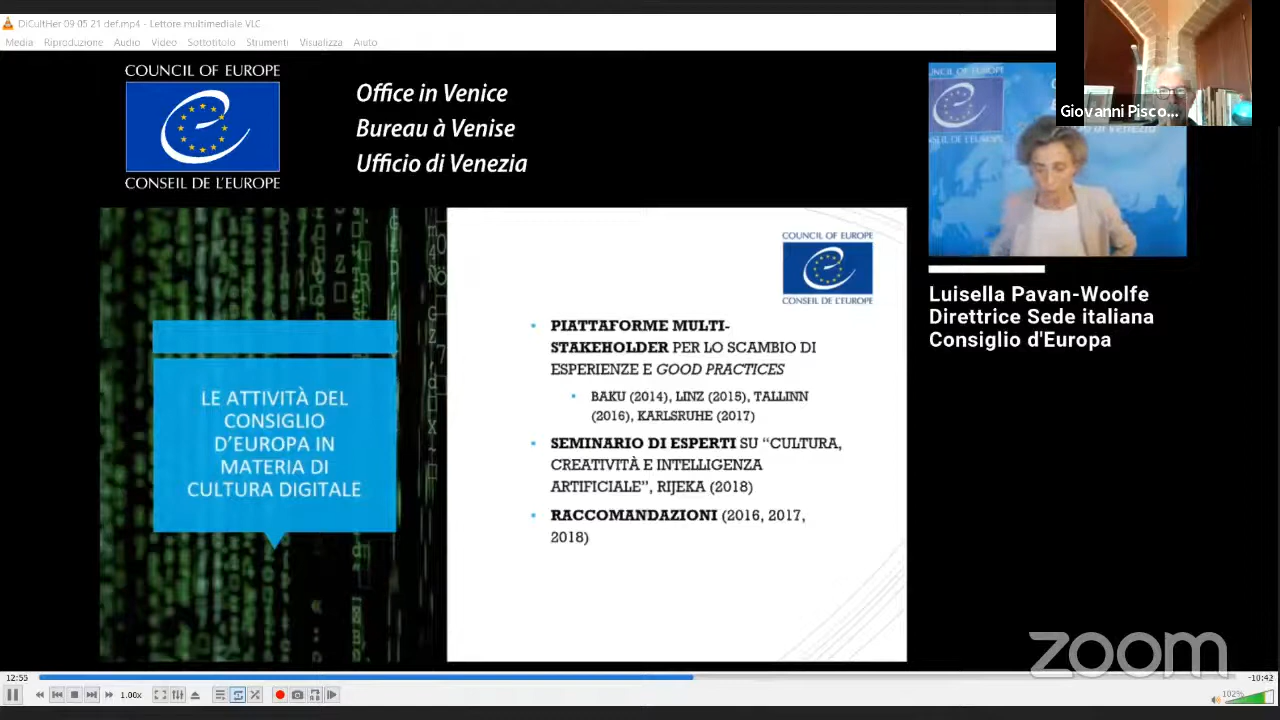 DiCultHer 09 05 21 def.mp4 - Lettore multimediale VLC
Media Riproduzione Audio Video Sottotitolo Strumenti Visualizza Aiuto
COUNCIL OF EUROPE
CONSEIL DE L'EUROPE
Office in Venice
Bureau à Venise
Ufficio di Venezia
Giovanni Pisco...
LE ATTIVITÀ DEL
CONSIGLIO
D'EUROPA IN
MATERIA DI
CULTURA DIGITALE
COUNCIL OF EUROPE
CONSEIL DE L'EUROPE
• PIATTAFORME MULTI-
STAKEHOLDER PER LO SCAMBIO DI
ESPERIENZE E GOOD PRACTICES
• BAKU (2014), LINZ (2015), TALLINN
(2016), KARLSRUHE (2017)
• SEMINARIO DI ESPERTI SU “CULTURA,
CREATIVITÀ E INTELLIGENZA
ARTIFICIALE”, RIJEKA (2018)
• RACCOMANDAZIONI (2016, 2017,
2018)
Luisella Pavan-Woolfe
Direttrice Sede italiana
Consiglio d'Europa
zoom
12:55
-10:42
1.00x
102%